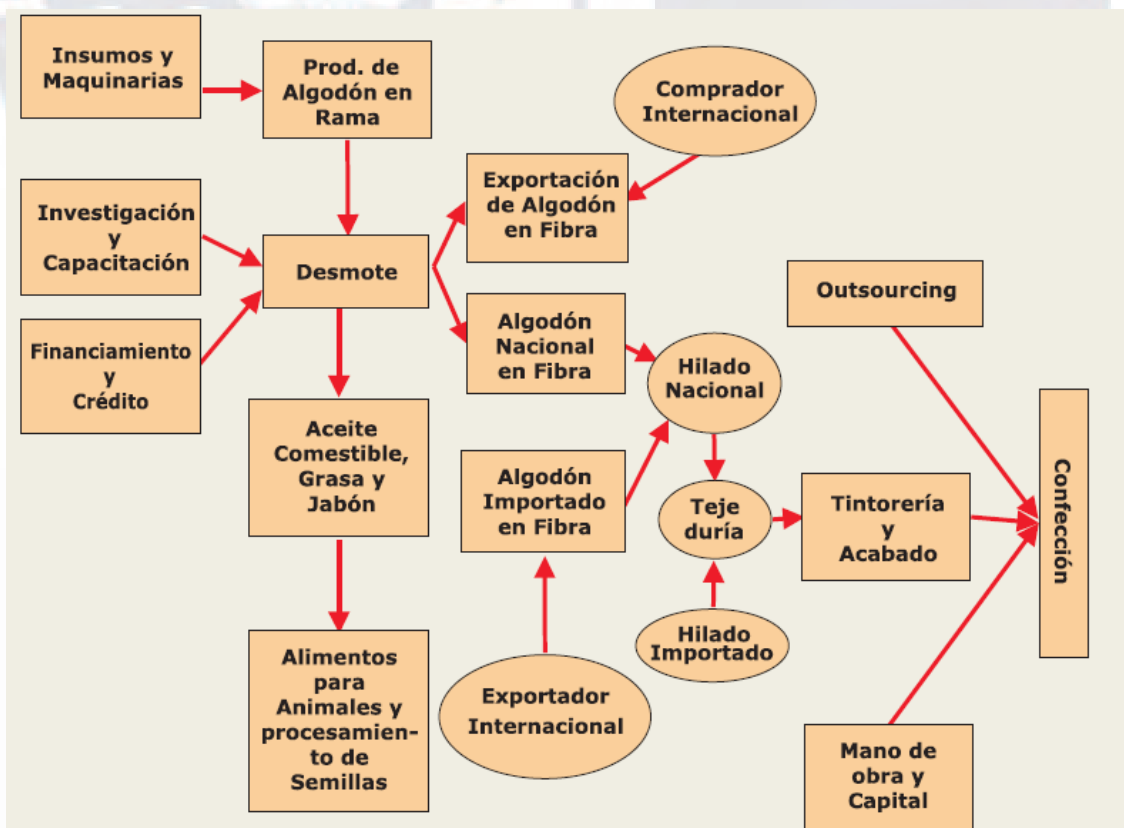 Insumos y
Maquinarias
Prod. de
Algodón en
Rama
Comprador
Internacional
Investigación
y
Capacitación
Exportación
de Algodón
en Fibra
Desmote
Outsourcing
Financiamiento
y
Crédito
Algodón
Nacional
en Fibra
Hilado
Nacional
Aceite
Comestible,
Grasa y
Jabón
Algodón
Importado
en Fibra
Teje
duría
Tintorería
y
Acabado
Confección
Hilado
Importado
Alimentos
para
Animales y
procesamien-
to de
Semillas
Exportador
Internacional
Mano de
obra y
Capital